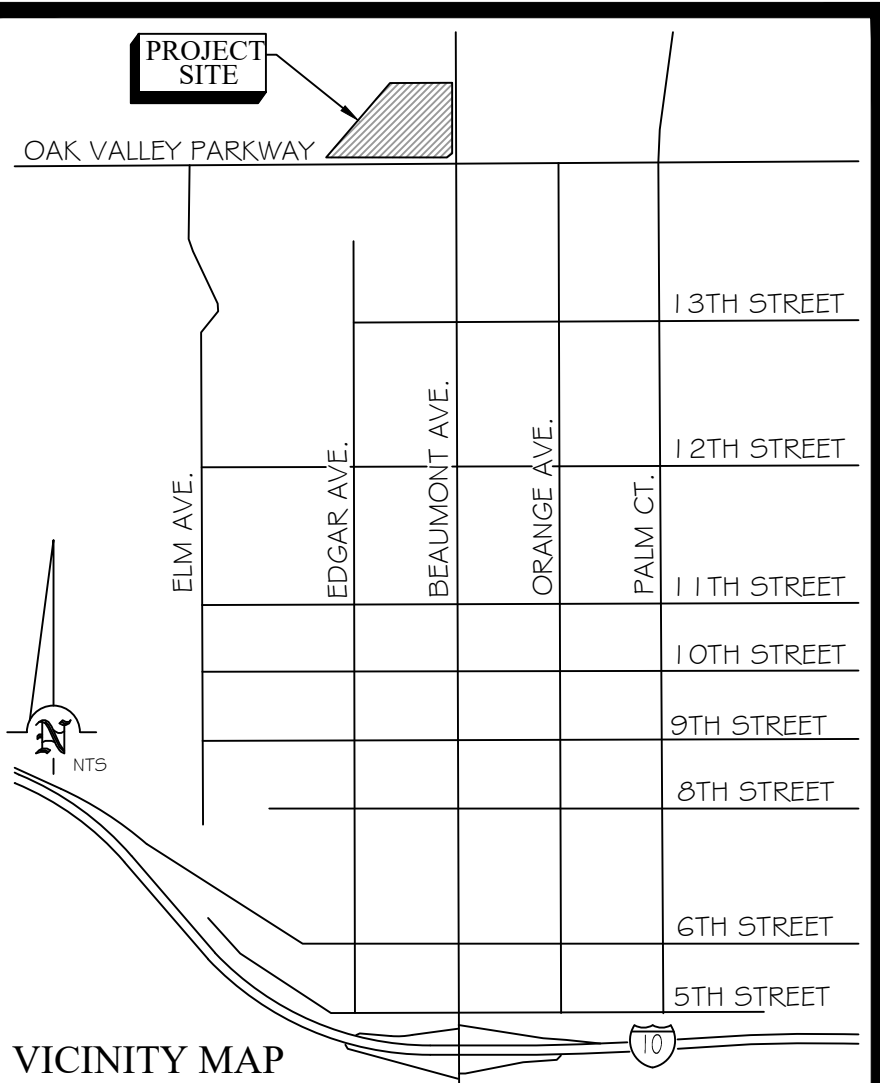 PROJECT
SITE
OAK VALLEY PARKWAY
13TH STREET
12TH STREET
ELM AVE.
EDGAR AVE.
BEAUMONT AVE.
ORANGE AVE.
PALM CT.
11TH STREET
10TH STREET
9TH STREET
N
NTS
8TH STREET
6TH STREET
5TH STREET
10
VICINITY MAP